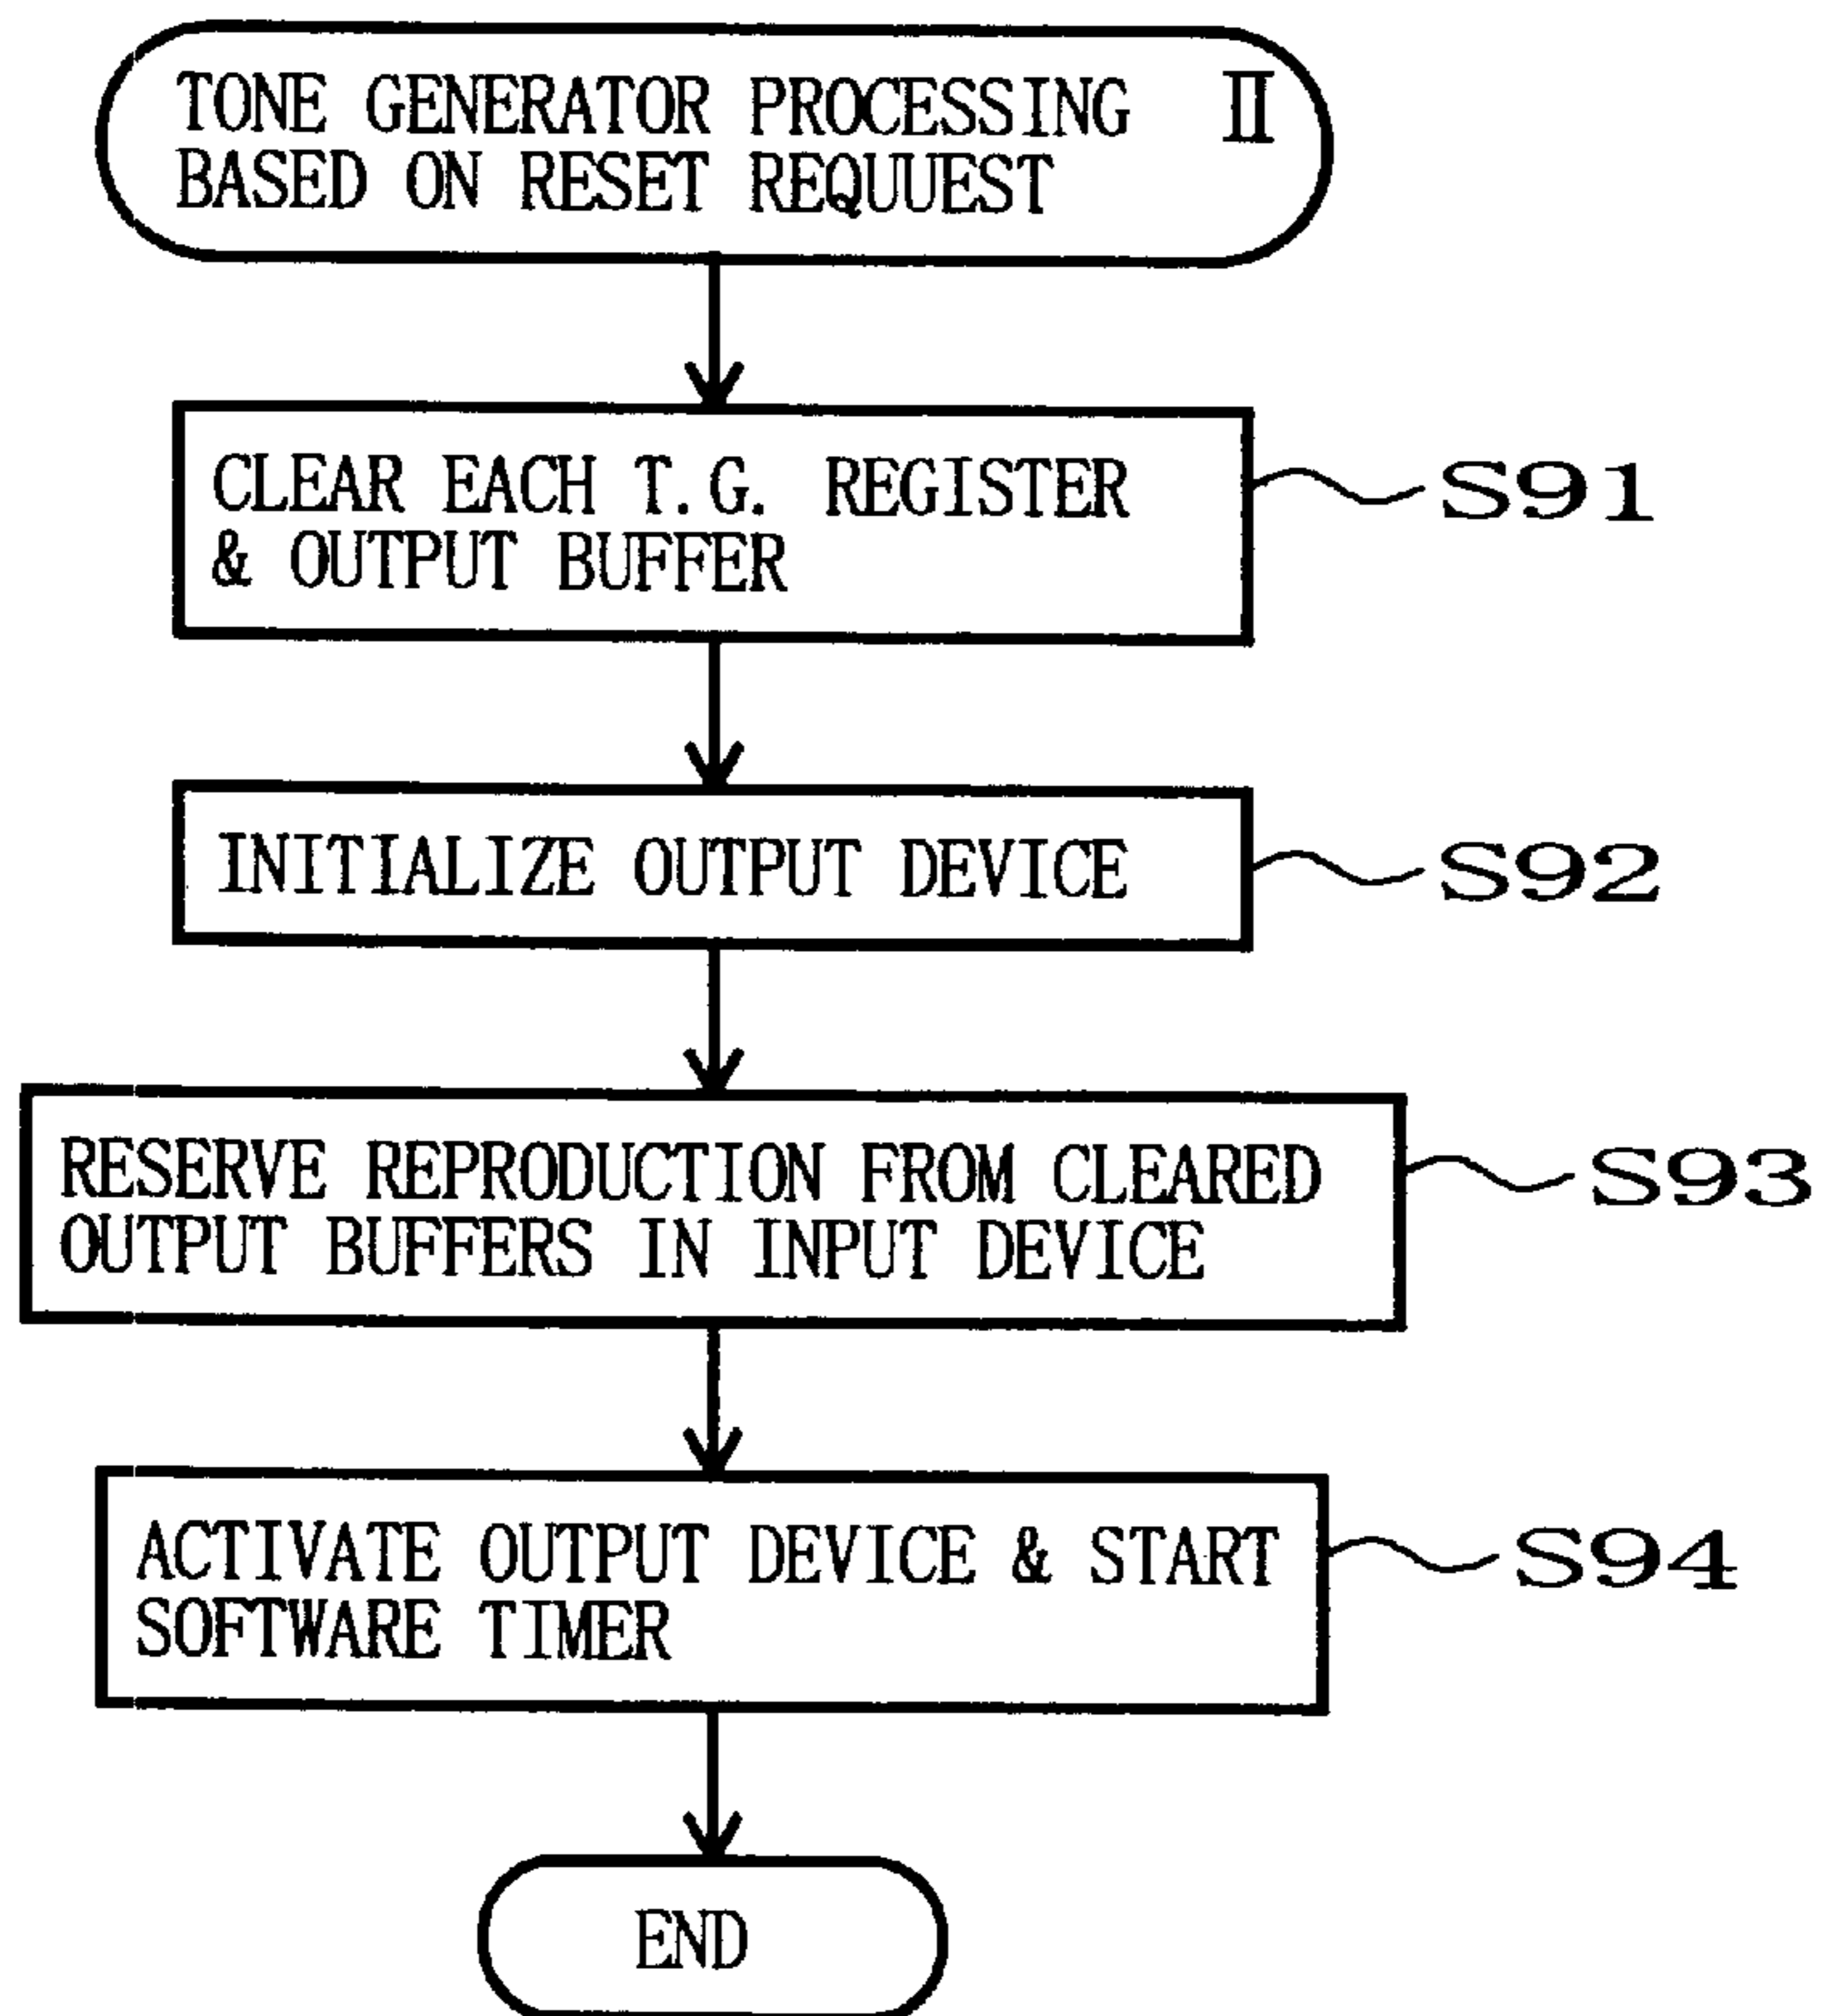 TONE GENERATOR PROCESSING Ⅱ
BASED ON RESET REQUUEST
CLEAR EACH T.G. REGISTER
& OUTPUT BUFFER
S91
INITIALIZE OUTPUT DEVICE
S92
RESERVE REPRODUCTION FROM CLEARED
OUTPUT BUFFERS IN INPUT DEVICE
S93
ACTIVATE OUTPUT DEVICE & START
SOFTWARE TIMER
S94
END